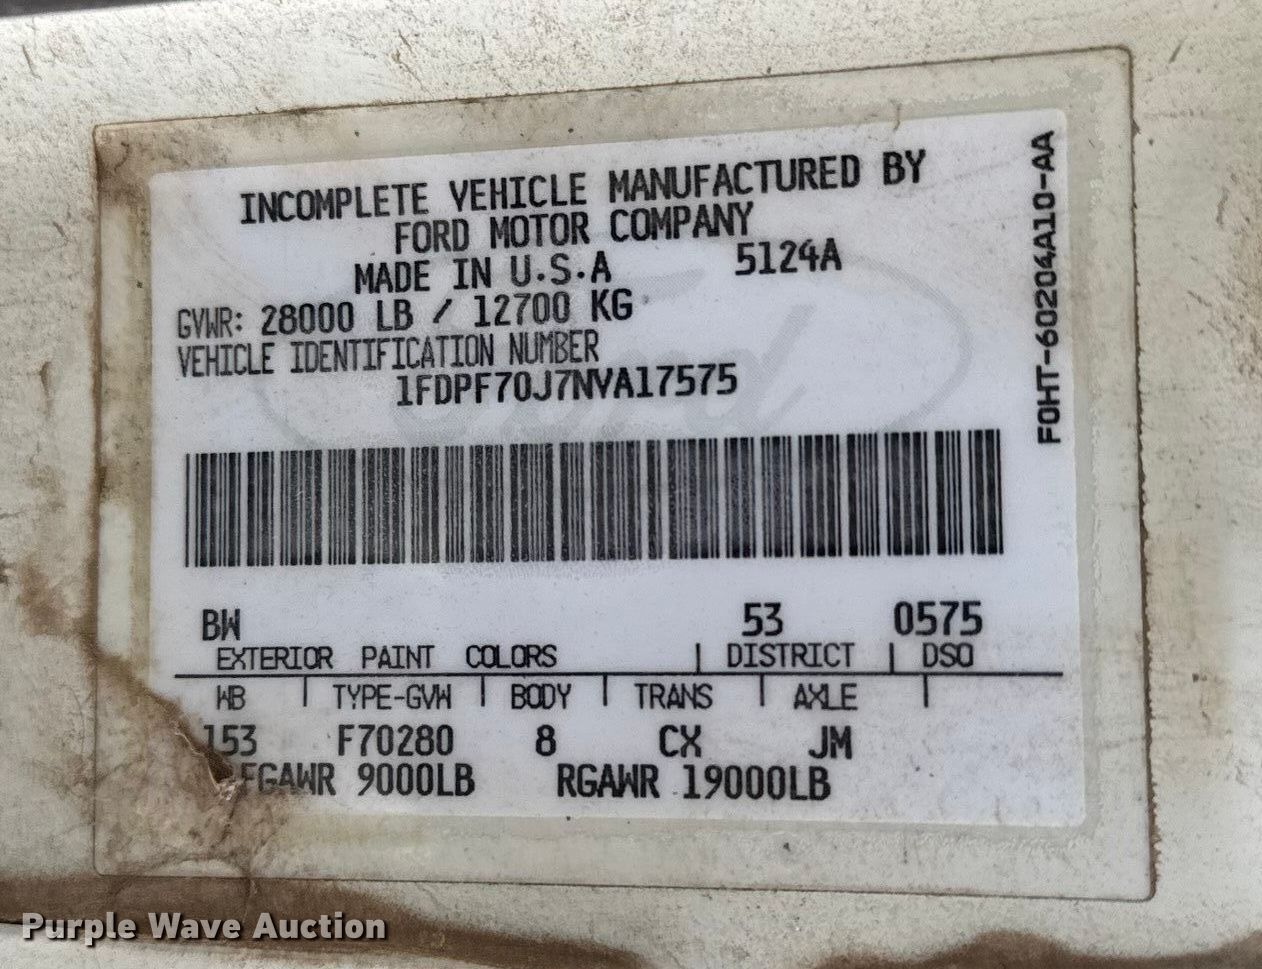 INCOMPLETE VEHICLE MANUFACTURED BY
FORD MOTOR COMPANY
MADE IN U.S.A 5124A
GVWR: 28000 LB / 12700 KG
VEHICLE IDENTIFICATION NUMBER
1FDPF70J7NVA17575
F0HT-60204A10-AA
BW 53 0575
EXTERIOR PAINT COLORS DISTRICT DSO
WB TYPE-GVW BODY TRANS AXLE
153 F70280 8 CX JM
FGAWR 9000LB RGAWR 19000LB
Ford
Purple Wave Auction